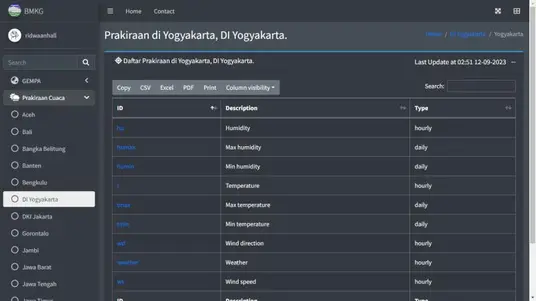 BMKG
Home Contact
ridwaanhall
Search
GEMPA
Prakiraan Cuaca
Aceh
Bali
Bangka Belitung
Banten
Bengkulu
DI Yogyakarta
DKI Jakarta
Gorontalo
Jambi
Jawa Barat
Jawa Tengah
Jawa Timur
Prakiraan di Yogyakarta, DI Yogyakarta.
Home / DI Yogyakarta / Yogyakarta
Daftar Prakiraan di Yogyakarta, DI Yogyakarta.
Last Update at 02:51 12-09-2023
Copy CSV Excel PDF Print Column visibility
Search:
ID Description Type
hu Humidity hourly
humax Max humidity daily
humin Min humidity daily
t Temperature hourly
tmax Max temperature daily
tmin Min temperature daily
wd Wind direction hourly
weather Weather hourly
ws Wind speed hourly
ID Description Type